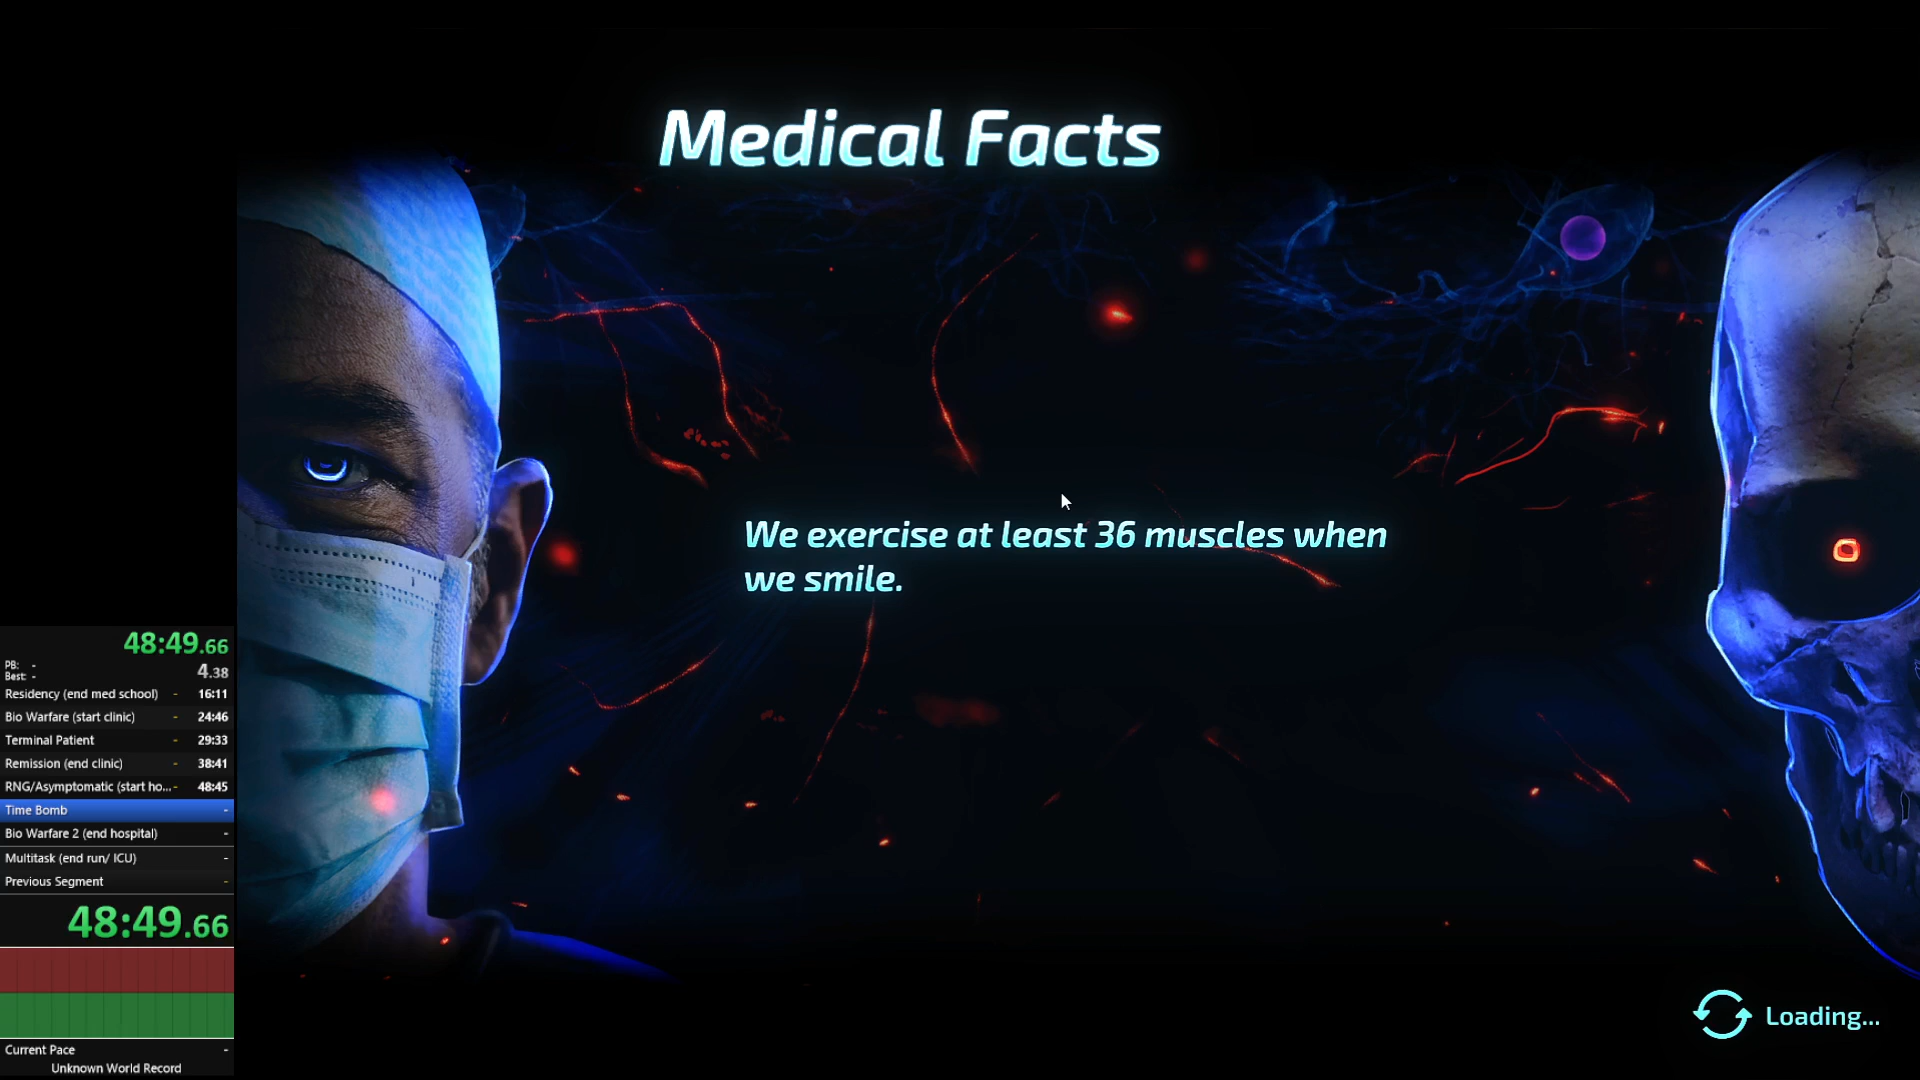 Medical Facts
We exercise at least 36 muscles when
we smile.
48:49.66
PB: -
4.38
Best: -
Residency (end med school) - 16:11
Bio Warfare (start clinic) - 24:46
Terminal Patient - 29:33
Remission (end clinic) - 38:41
RNG/Asymptomatic (start ho...- 48:45
Time Bomb -
Bio Warfare 2 (end hospital) -
Multitask (end run/ ICU) -
Previous Segment -
48:49.66
Current Pace -
Unknown World Record
Loading...